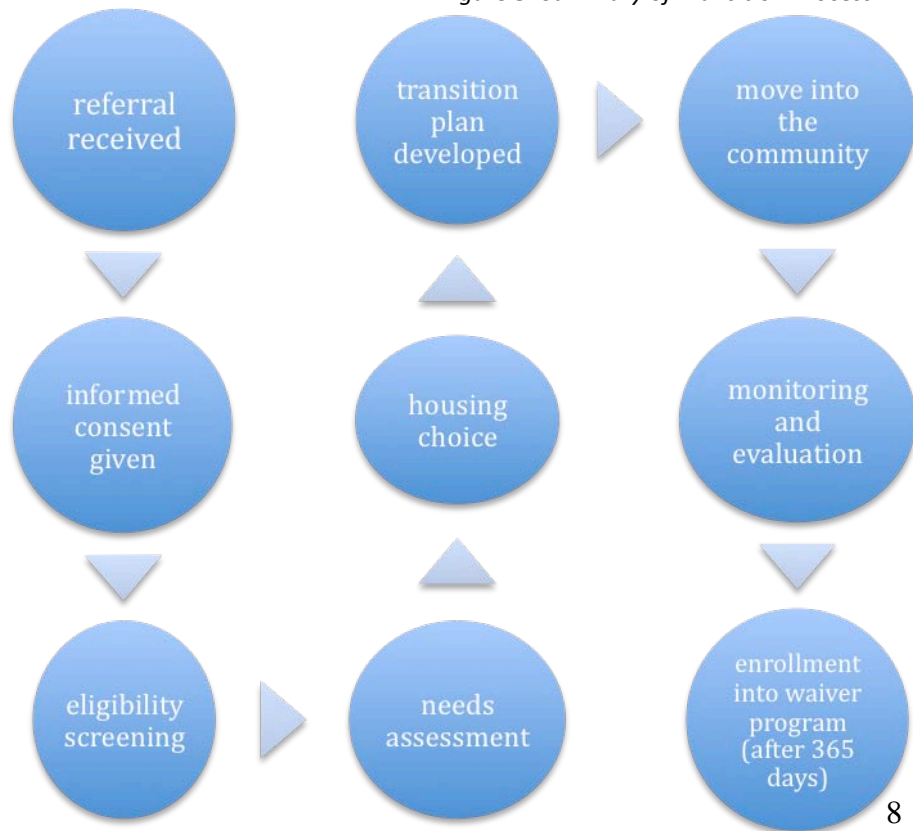 referral
received
informed
consent
given
eligibility
screening
needs
assessment
housing
choice
transition
plan
developed
move into
the
community
monitoring
and
evaluation
enrollment
into waiver
program
(after 365
days)
8